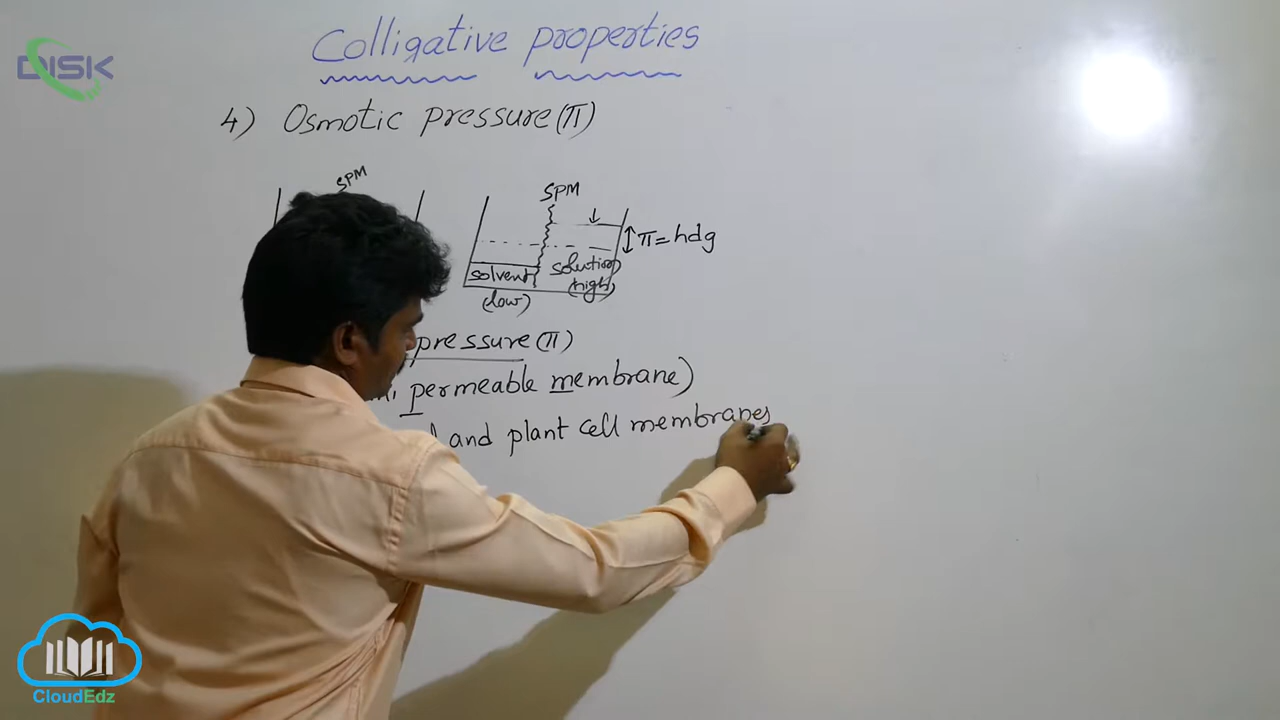 DISK
Colligative properties
4) Osmotic pressure (π)
SPM
SPM
π = hdg
solvent
solution
(low)
(high)
pressure (π)
permeable membrane)
and plant cell membranes
CloudEdz